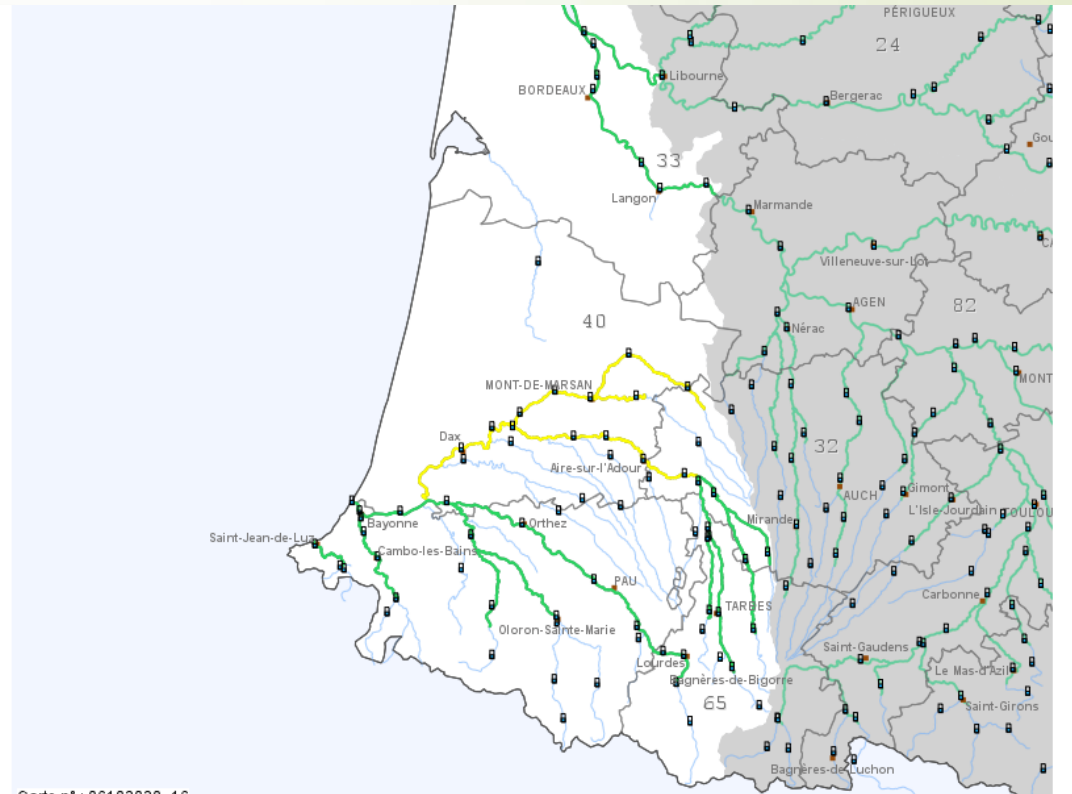 PÉRIGUEUX
24
Libourne
BORDEAUX
Bergerac
33
Langon
Marmande
Villeneuve-sur-Lot
40
AGEN
82
Nérac
MONT-DE-MARSAN
MONT
Dax
32
Aire-sur-l'Adour
AUCH
Gimont
L'Isle-Jourdain
TOULOU
Mirande
Bayonne
Orthez
Saint-Jean-de-Luz
Cambo-les-Bains
PAU
TARBES
Carbonne
Oloron-Sainte-Marie
Saint-Gaudens
Lourdes
Le Mas-d'Azil
Bagnères-de-Bigorre
65
Saint-Girons
Bagnères-de-Luchon